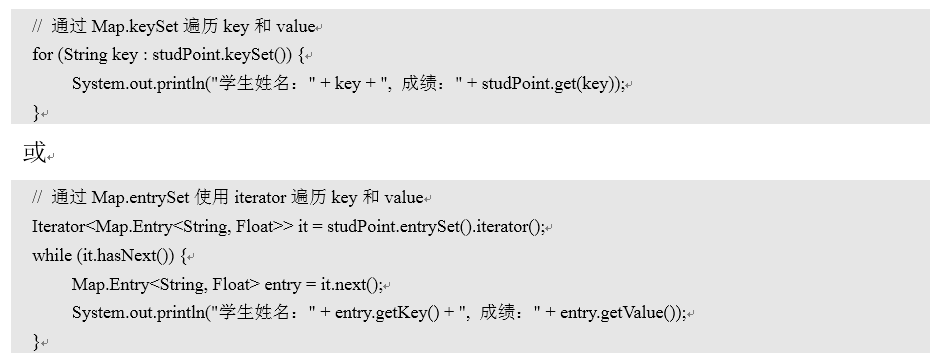 // 通过 Map.keySet 遍历 key 和 value↵
for (String key : studPoint.keySet()) {↵
System.out.println("学生姓名：" + key + ", 成绩：" + studPoint.get(key));↵
}↵
或↵
// 通过 Map.entrySet 使用 iterator 遍历 key 和 value↵
Iterator<Map.Entry<String, Float>> it = studPoint.entrySet().iterator();↵
while (it.hasNext()) {↵
Map.Entry<String, Float> entry = it.next();↵
System.out.println("学生姓名：" + entry.getKey() + ", 成绩：" + entry.getValue());↵
}↵